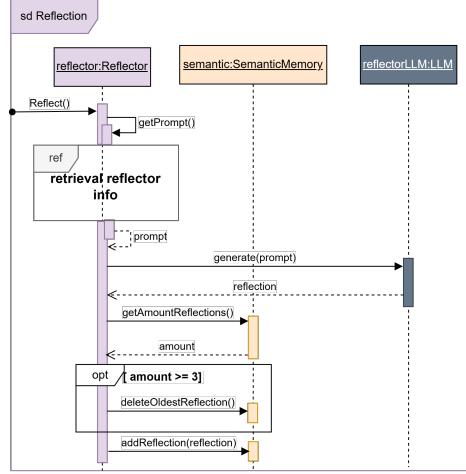 sd Reflection
reflector:Reflector
semantic:SemanticMemory
reflectorLLM:LLM
Reflect()
getPrompt()
ref
retrieval reflector
info
prompt
generate(prompt)
reflection
getAmountReflections()
amount
opt
[ amount >= 3]
deleteOldestReflection()
addReflection(reflection)